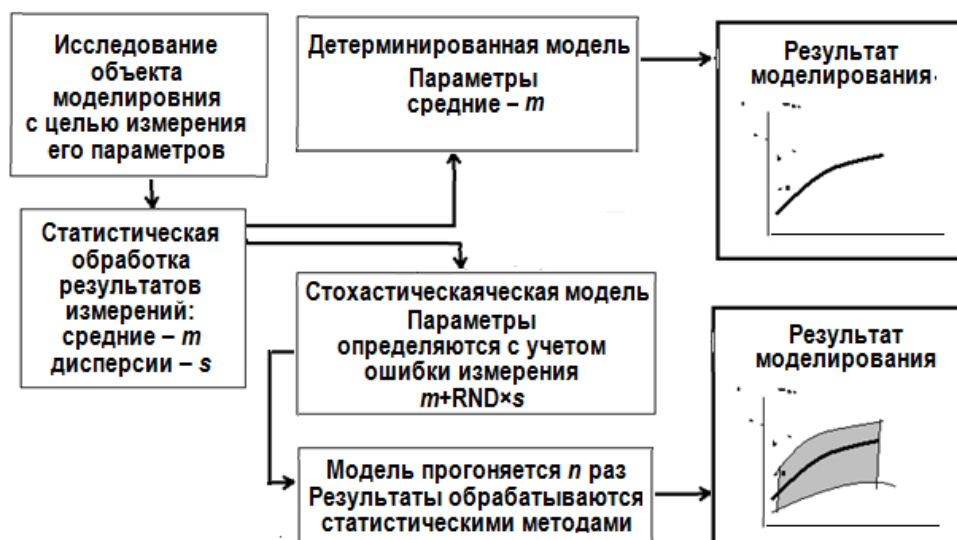 Исследование
объекта
моделировния
с целью измерения
его параметров
Детерминированная модель
Параметры
средние – m
Результат
моделирования
Статистическая
обработка
результатов
измерений:
средние – m
дисперсии – s
Стохастическаяческая модель
Параметры
определяются с учетом
ошибки измерения
m+RND×s
Модель прогоняется n раз
Результаты обрабатываются
статистическими методами
Результат
моделирования